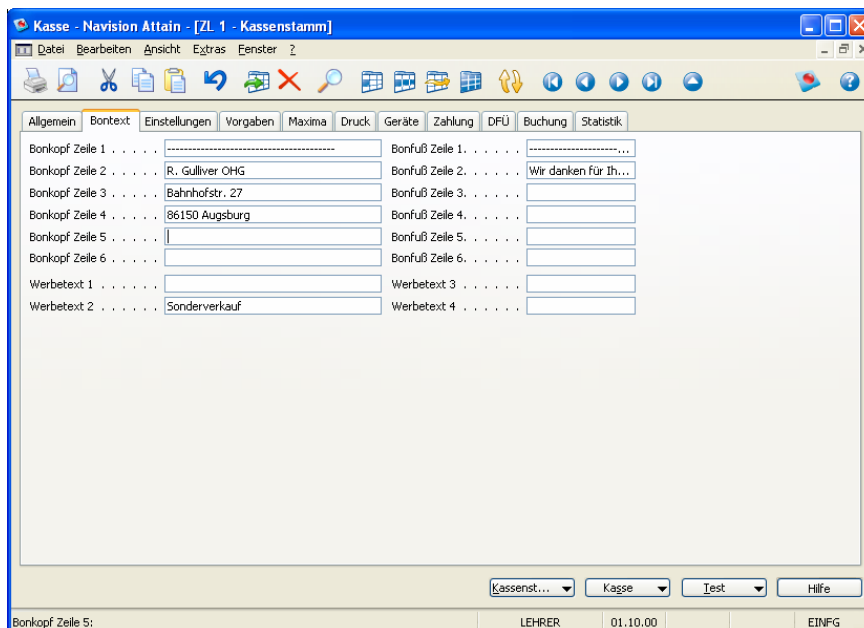 Kasse - Navision Attain - [ZL 1 - Kassenstamm]
Datei Bearbeiten Ansicht Extras Fenster ?
Allgemein Bontext Einstellungen Vorgaben Maxima Druck Geräte Zahlung DFÜ Buchung Statistik
Bonkopf Zeile 1 . . . . . ---------------------------------------- Bonfuß Zeile 1. . . . . . ---------------------...
Bonkopf Zeile 2 . . . . . R. Gulliver OHG Bonfuß Zeile 2. . . . . . Wir danken für Ih...
Bonkopf Zeile 3 . . . . . Bahnhofstr. 27 Bonfuß Zeile 3. . . . . .
Bonkopf Zeile 4 . . . . . 86150 Augsburg Bonfuß Zeile 4. . . . . .
Bonkopf Zeile 5 . . . . . Bonfuß Zeile 5. . . . . .
Bonkopf Zeile 6 . . . . . Bonfuß Zeile 6. . . . . .
Werbetext 1 . . . . . . Werbetext 3 . . . . . .
Werbetext 2 . . . . . . Sonderverkauf Werbetext 4 . . . . . .
Kassenst... Kasse Test Hilfe
Bonkopf Zeile 5: LEHRER 01.10.00 EINFG